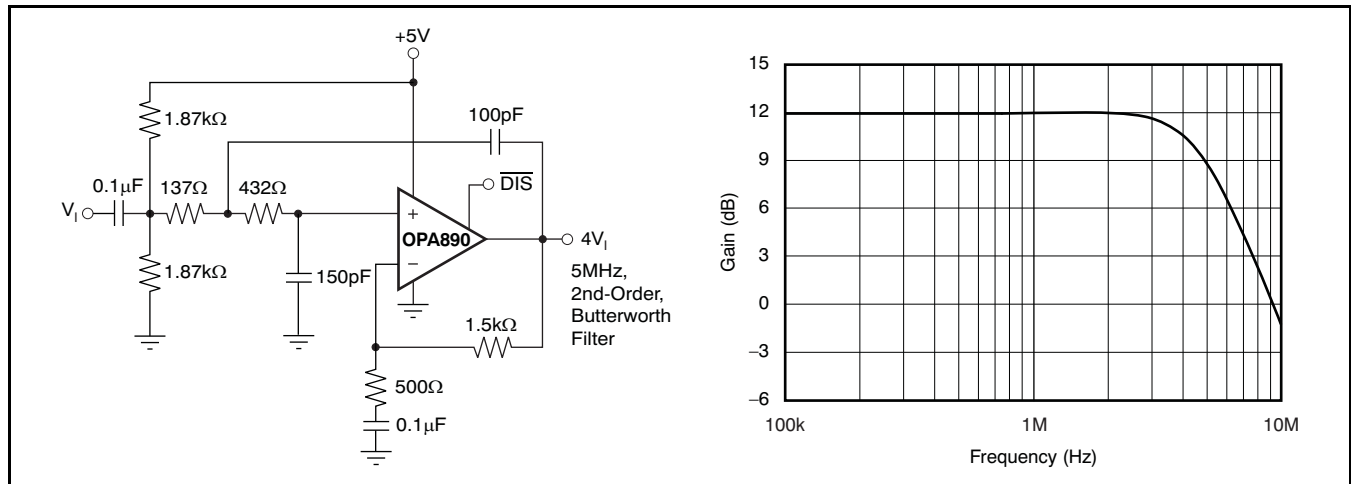 +5V
1.87kΩ
100pF
0.1μF
137Ω
432Ω
DIS
V_I
+
OPA890
4V_I
−
1.87kΩ
150pF
5MHz,
2nd-Order,
Butterworth
Filter
1.5kΩ
500Ω
0.1μF
15
12
9
6
3
0
−3
−6
Gain (dB)
100k
1M
10M
Frequency (Hz)